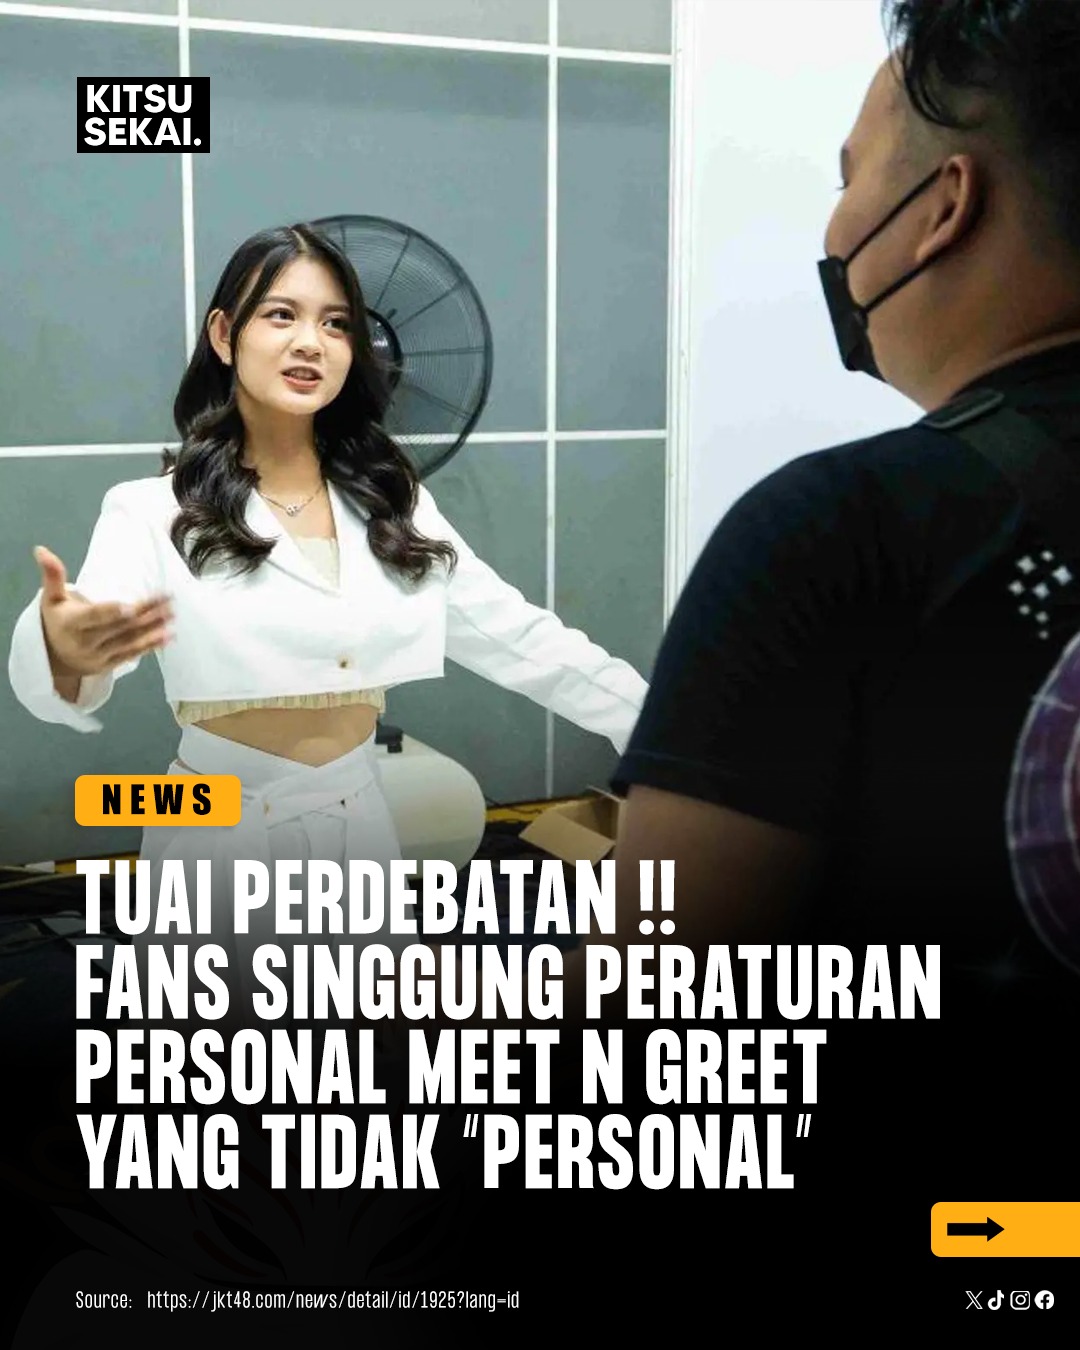 KITSU
SEKAI.
NEWS
TUAI PERDEBATAN !!
FANS SINGGUNG PERATURAN
PERSONAL MEET N GREET
YANG TIDAK "PERSONAL"
Source: https://jkt48.com/news/detail/id/1925?lang=id